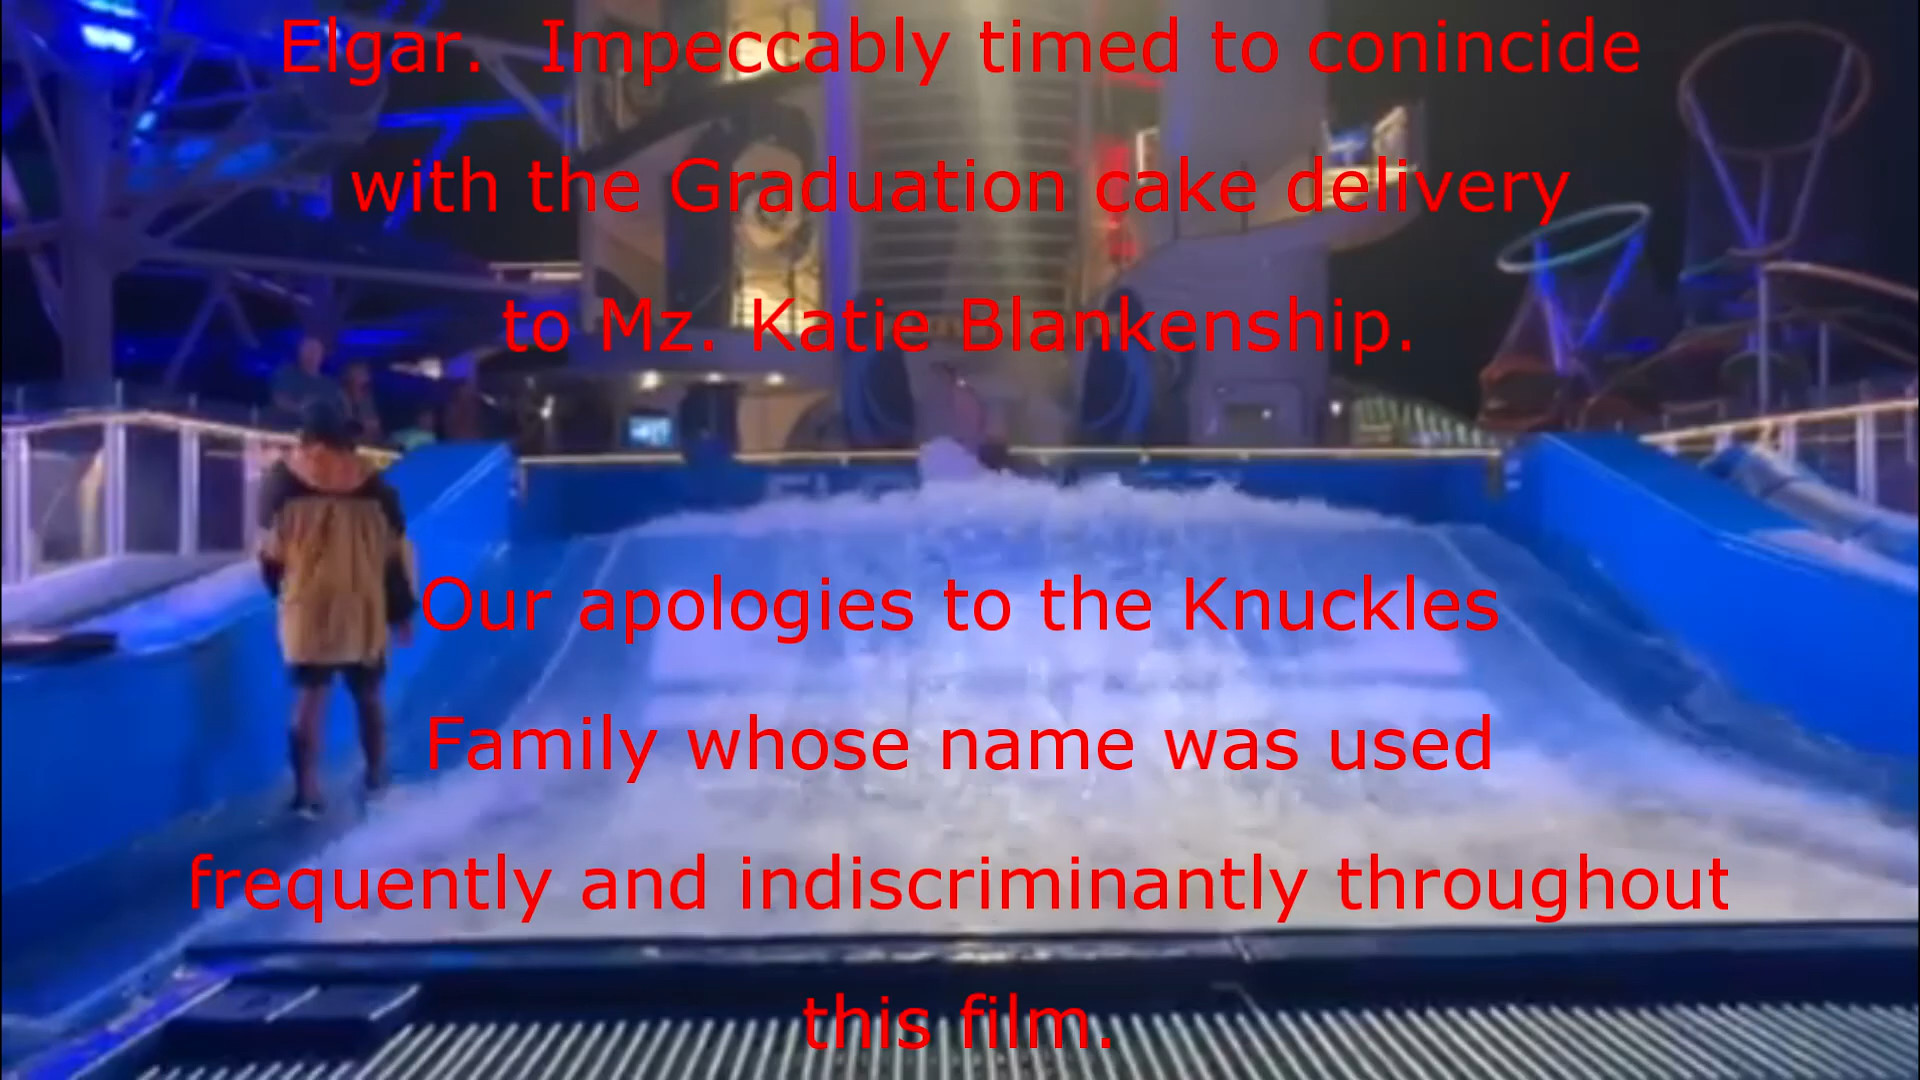 Elgar.  Impeccably timed to conincide
with the Graduation cake delivery
to Mz. Katie Blankenship.
Our apologies to the Knuckles
Family whose name was used
frequently and indiscriminantly throughout
this film.